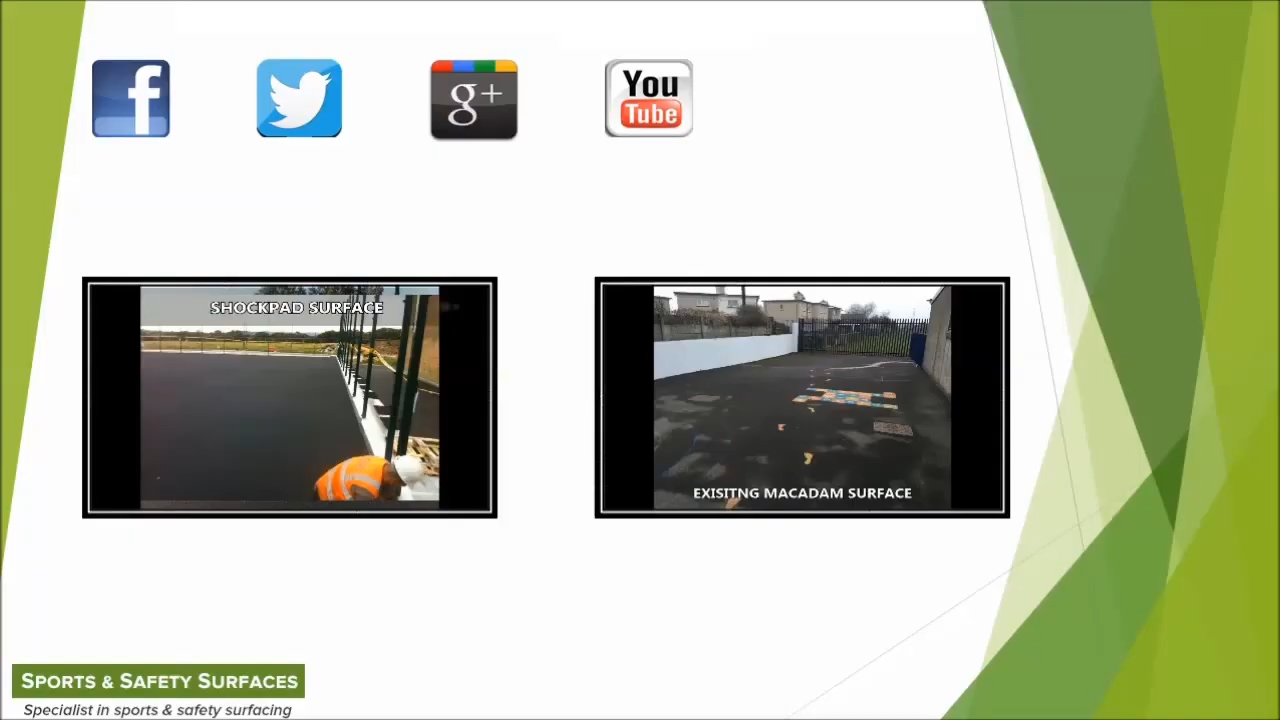 f
g+
You
Tube
SHOCKPAD SURFACE
EXISITNG MACADAM SURFACE
SPORTS & SAFETY SURFACES
Specialist in sports & safety surfacing